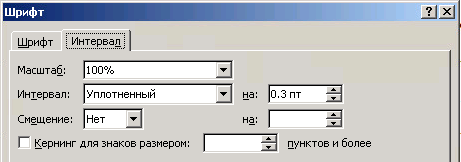 Шрифт
Шрифт Интервал
Масштаб: 100%
Интервал: Уплотненный на: 0.3 пт
Смещение: Нет на:
Кернинг для знаков размером: пунктов и более